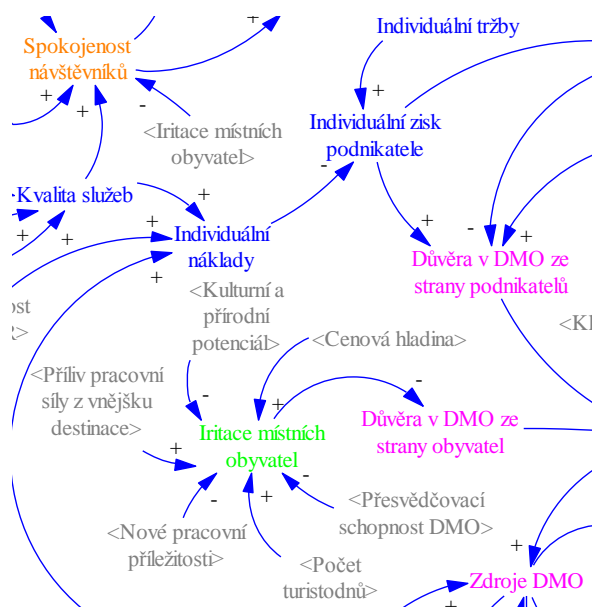 Individuální tržby
Spokojenost
návštěvníků
+
+
+
-
<Iritace místních
obyvatel>
Individuální zisk
podnikatele
-
Kvalita služeb
+
+
+
+
+
+
Individuální
náklady
+
-
+
Důvěra v DMO ze
strany podnikatelů
<Kulturní a
přírodní
potenciál>
ost
<KI
<Cenová hladina>
<Příliv pracovní
síly z vnějšku
destinace>
-
+
-
Důvěra v DMO ze
strany obyvatel
Iritace místních
obyvatel
+
-
+
-
<Přesvědčovací
schopnost DMO>
<Nové pracovní
příležitosti>
<Počet
turistodnů>
+
+
Zdroje DMO